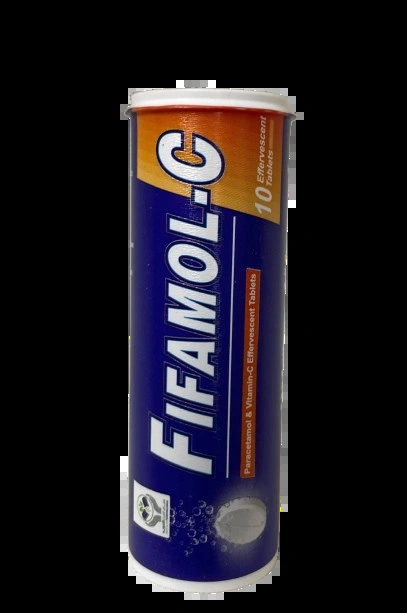 FIFAMOL-C
10 Effervescent
Tablets
Paracetamol & Vitamin-C Effervescent Tablets